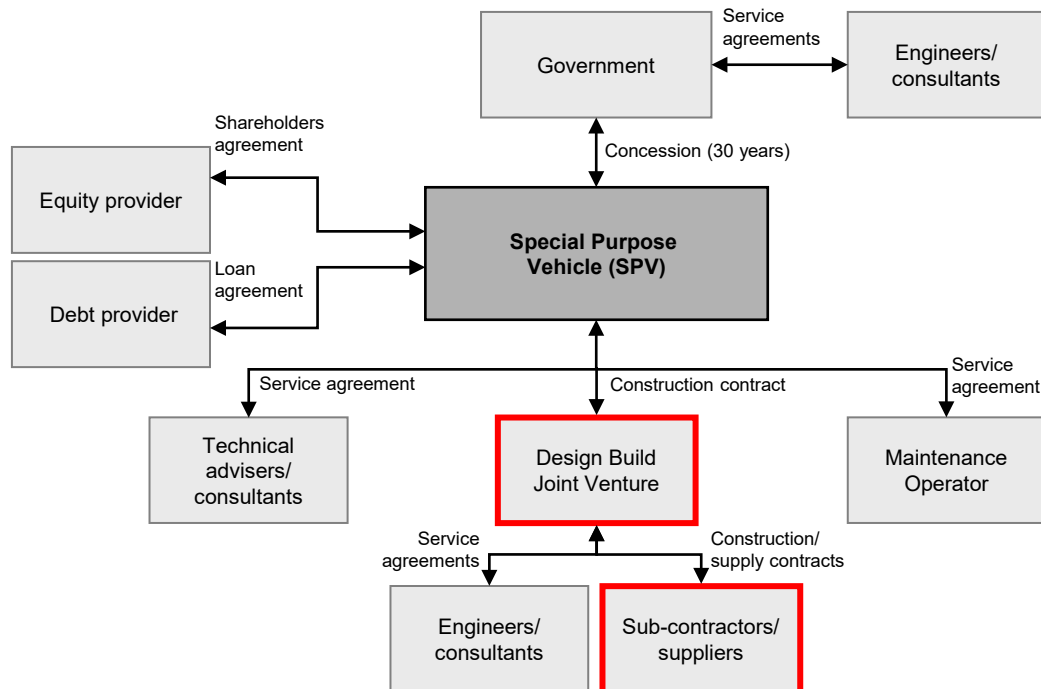 Service
agreements
Government
Engineers/
consultants
Shareholders
agreement
Concession (30 years)
Equity provider
Special Purpose
Vehicle (SPV)
Loan
agreement
Debt provider
Service agreement
Construction contract
Service
agreement
Technical
advisers/
consultants
Design Build
Joint Venture
Maintenance
Operator
Service
agreements
Construction/
supply contracts
Engineers/
consultants
Sub-contractors/
suppliers